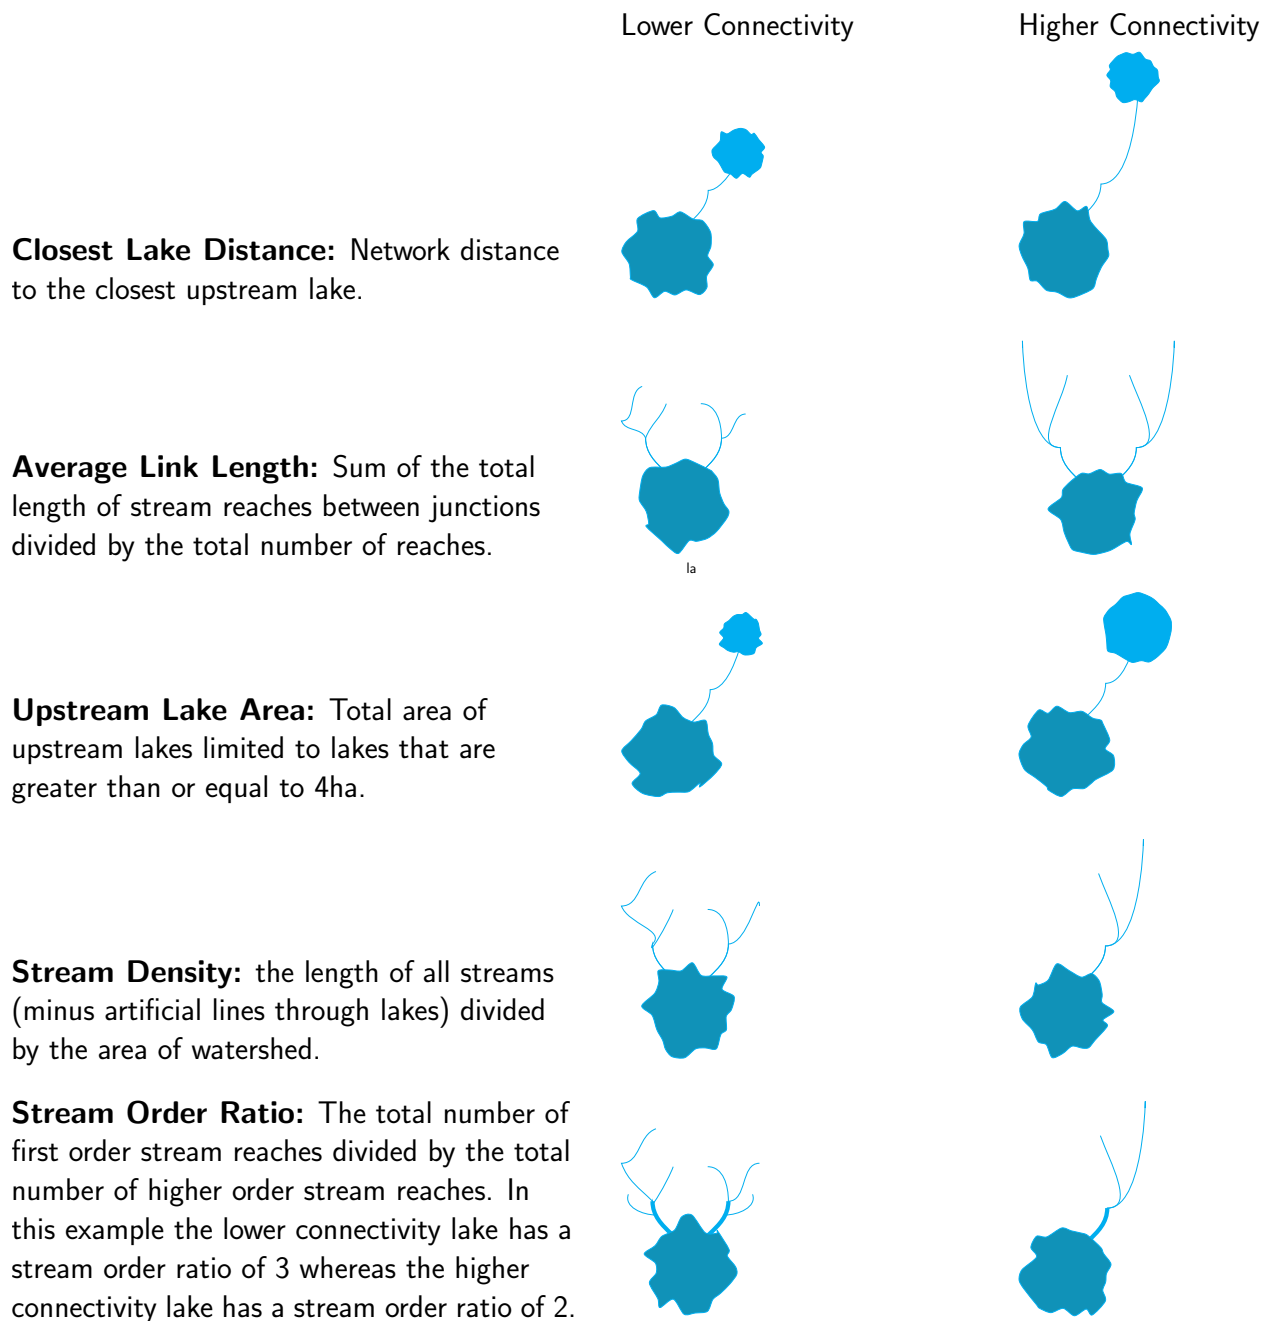 Lower Connectivity
Higher Connectivity
Closest Lake Distance: Network distance
to the closest upstream lake.
Average Link Length: Sum of the total
length of stream reaches between junctions
divided by the total number of reaches.
la
Upstream Lake Area: Total area of
upstream lakes limited to lakes that are
greater than or equal to 4ha.
Stream Density: the length of all streams
(minus artificial lines through lakes) divided
by the area of watershed.
Stream Order Ratio: The total number of
first order stream reaches divided by the total
number of higher order stream reaches. In
this example the lower connectivity lake has a
stream order ratio of 3 whereas the higher
connectivity lake has a stream order ratio of 2.